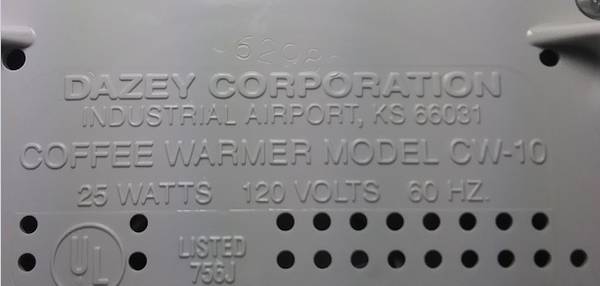 DAZEY CORPORATION
INDUSTRIAL AIRPORT, KS 66031
COFFEE WARMER MODEL CW-10
25 WATTS 120 VOLTS 60 HZ.
UL LISTED
756J